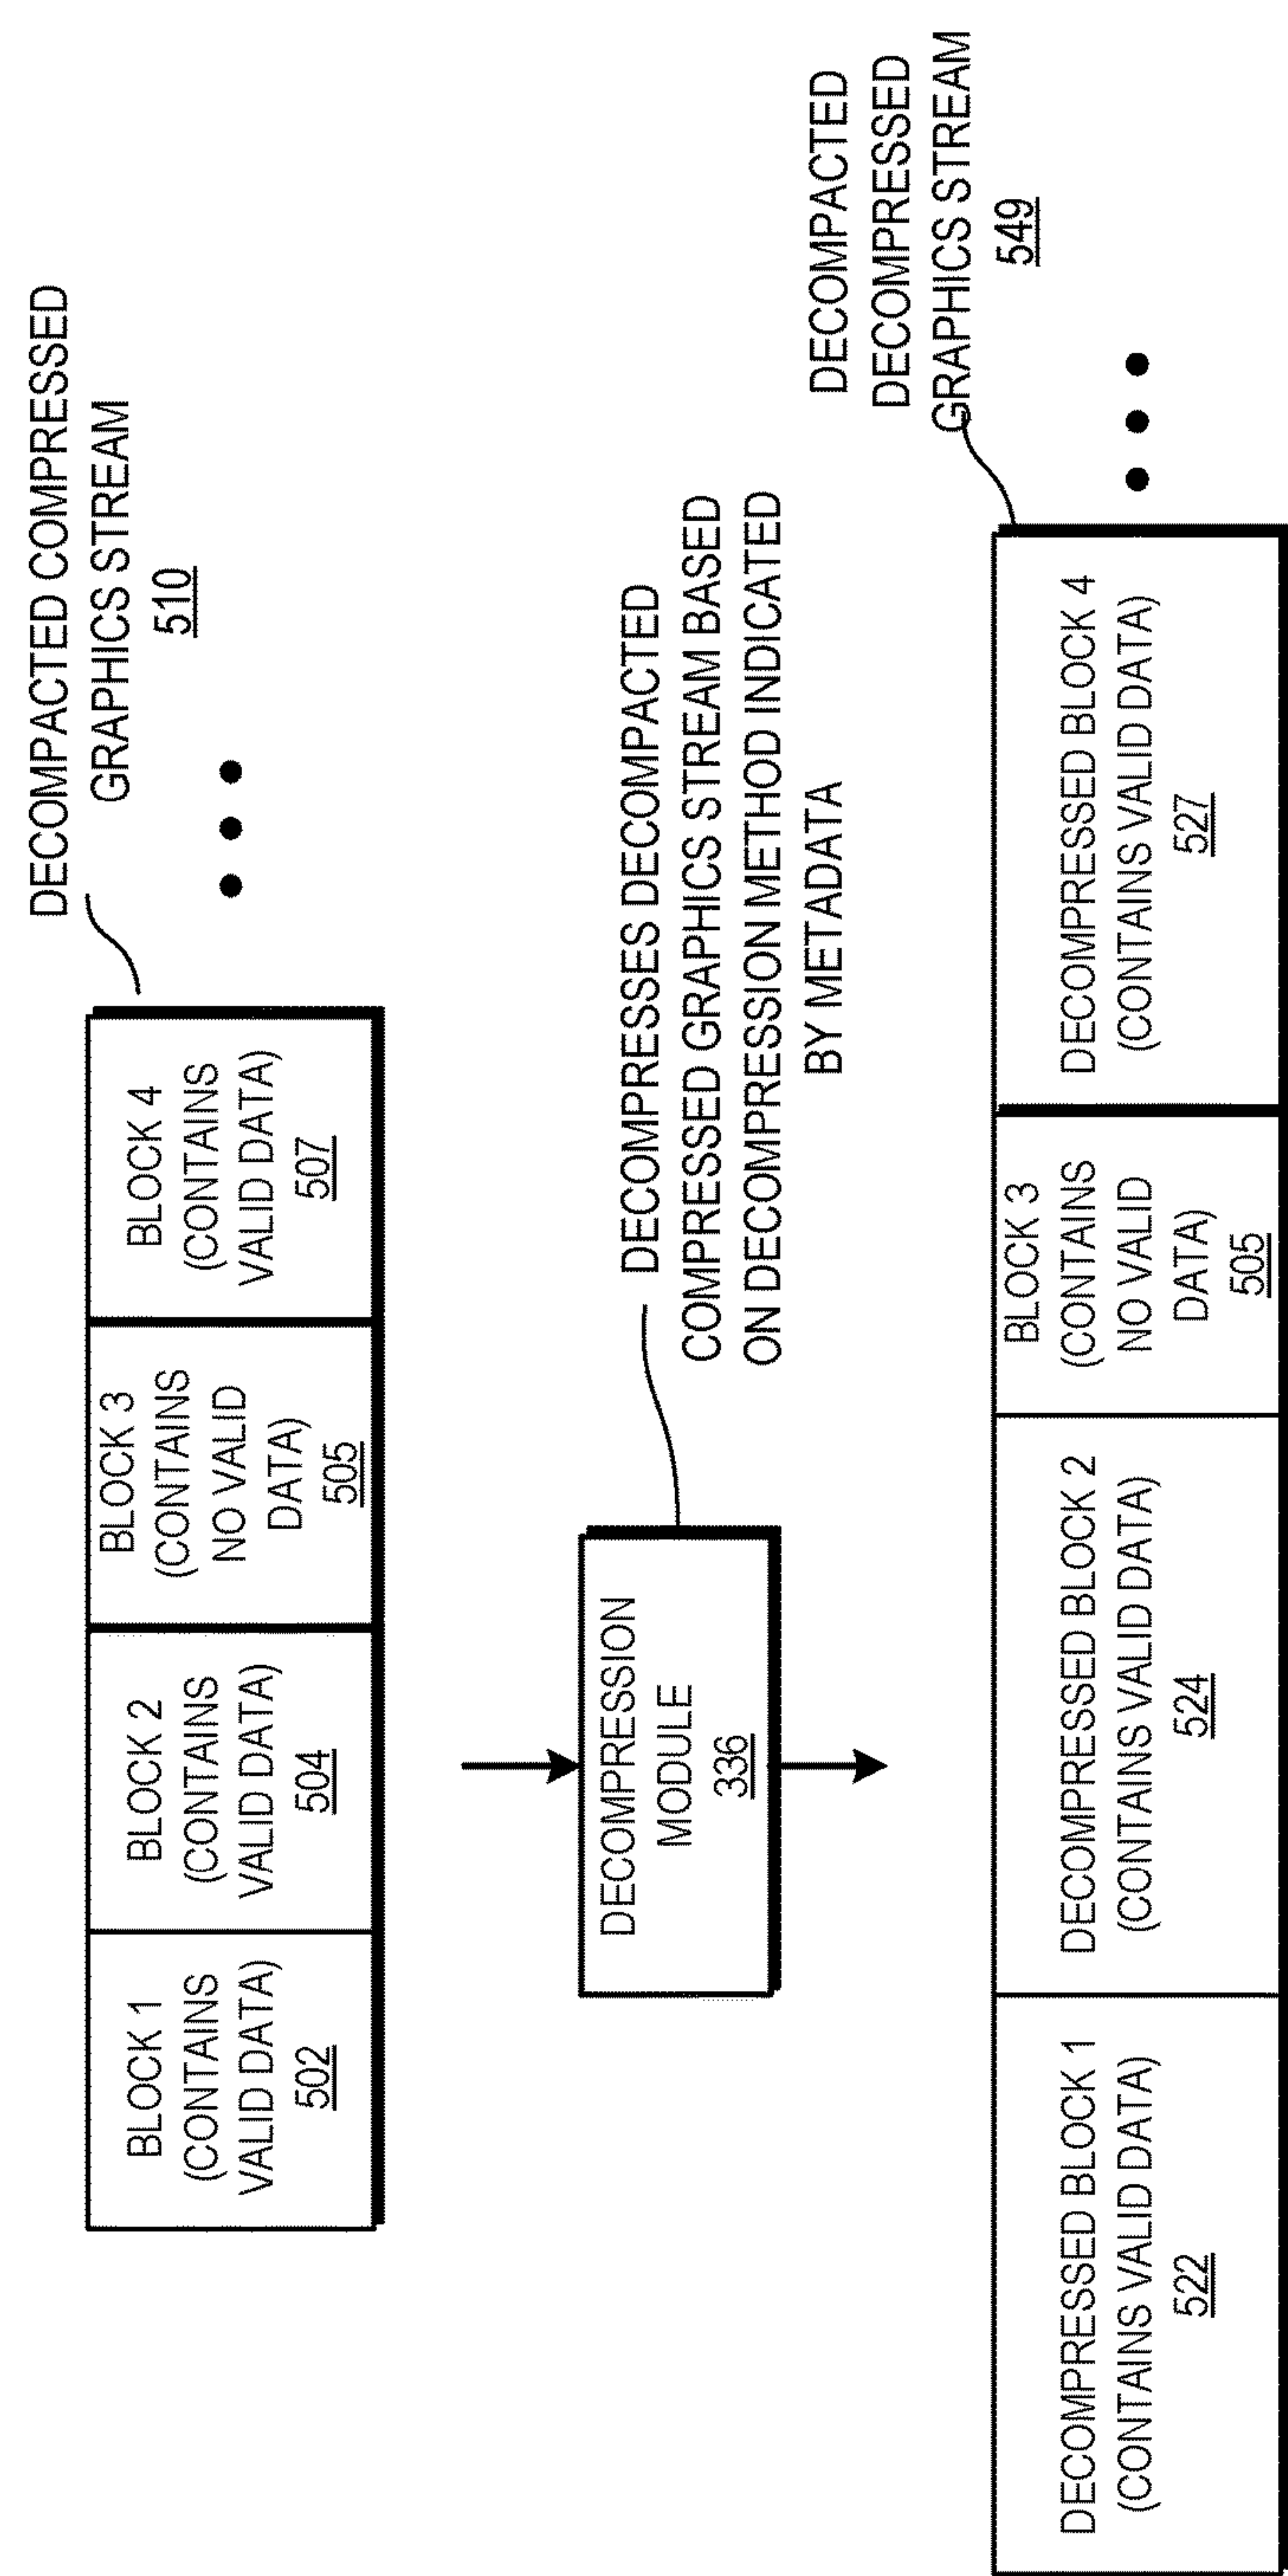 DECOMPACTED COMPRESSED
GRAPHICS STREAM
510
BLOCK 1
(CONTAINS
VALID DATA)
502
BLOCK 2
(CONTAINS
VALID DATA)
504
BLOCK 3
(CONTAINS
NO VALID
DATA)
505
BLOCK 4
(CONTAINS
VALID DATA)
507
DECOMPRESSION
MODULE
336
DECOMPRESSES DECOMPACTED
COMPRESSED GRAPHICS STREAM BASED
ON DECOMPRESSION METHOD INDICATED
BY METADATA
DECOMPACTED
DECOMPRESSED
GRAPHICS STREAM
549
DECOMPRESSED BLOCK 1
(CONTAINS VALID DATA)
522
DECOMPRESSED BLOCK 2
(CONTAINS VALID DATA)
524
BLOCK 3
(CONTAINS
NO VALID
DATA)
505
DECOMPRESSED BLOCK 4
(CONTAINS VALID DATA)
527